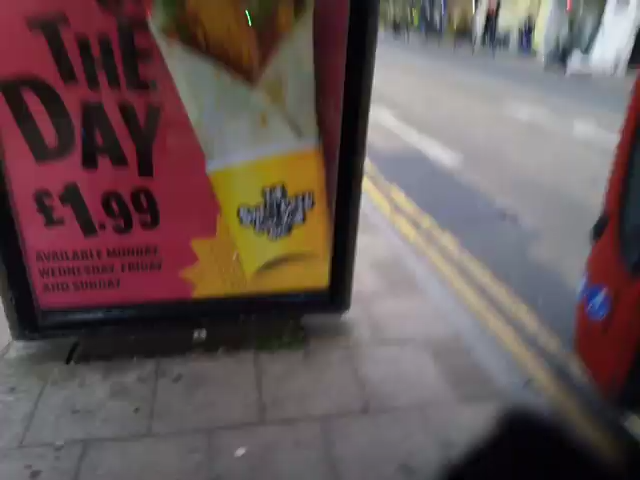 THE
DAY
£1.99
AVAILABLE MONDAY,
WEDNESDAY, FRIDAY
AND SUNDAY